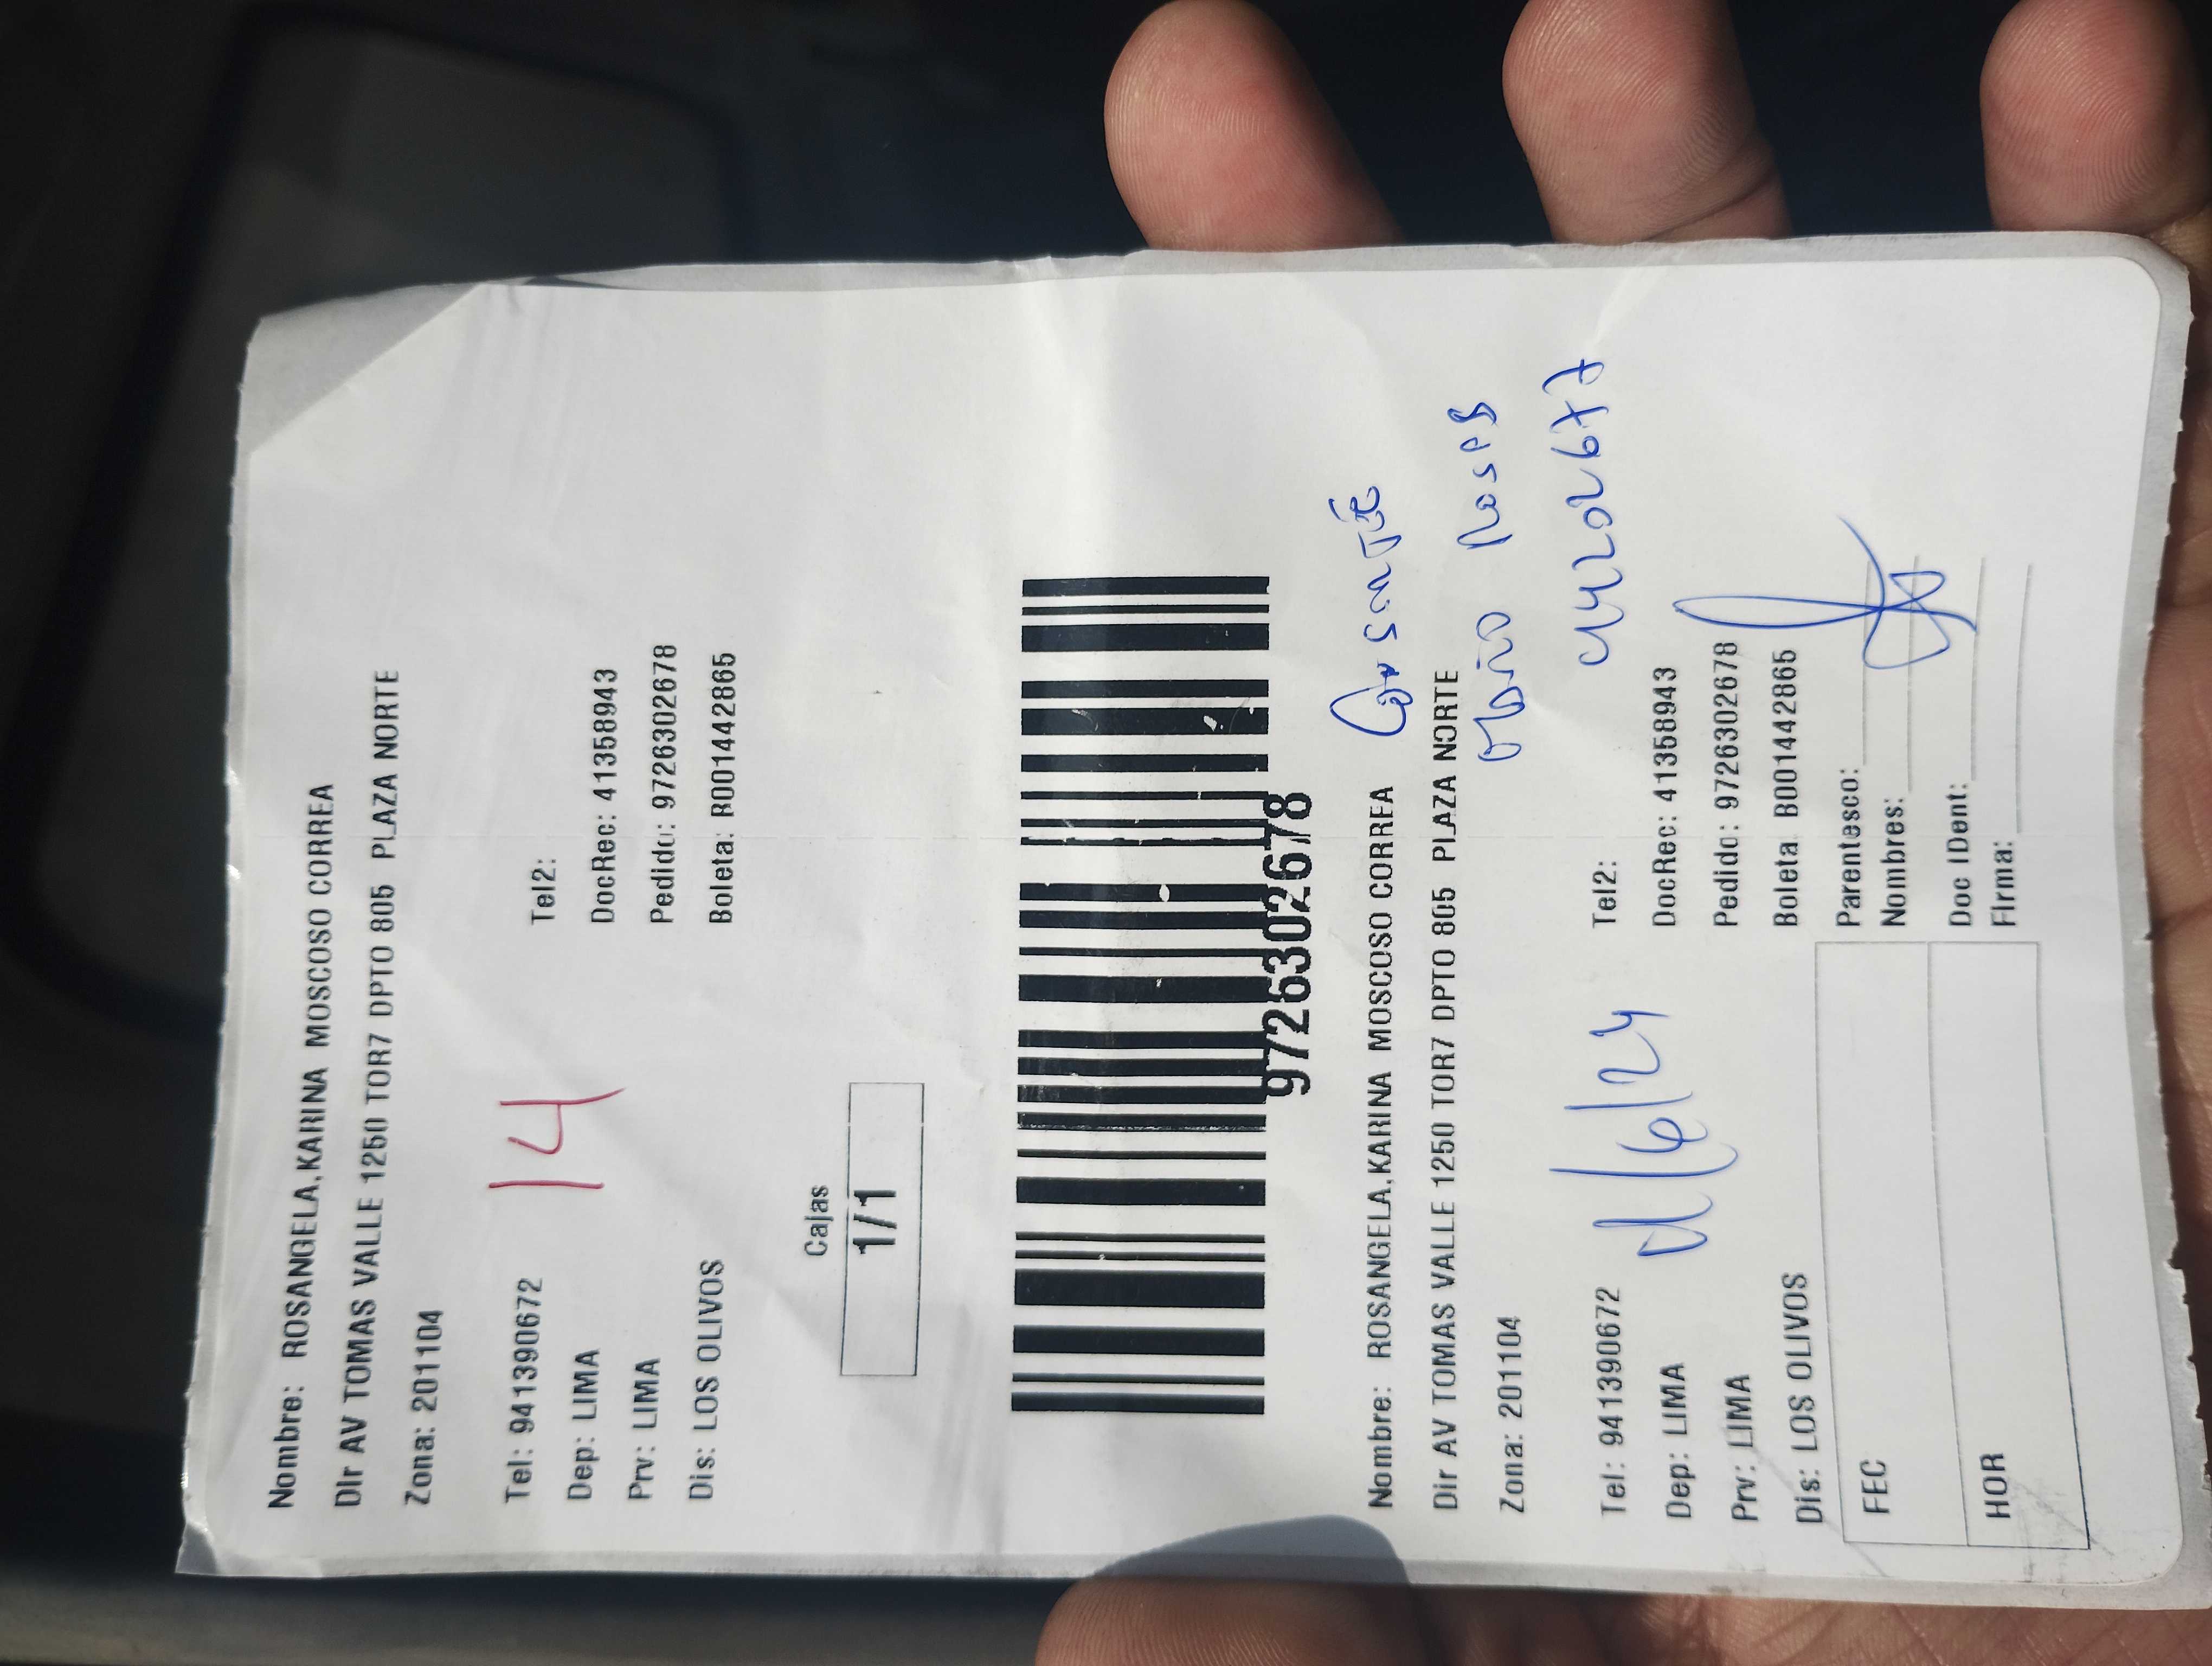 Nombre: ROSANGELA,KARINA MOSCOSO CORREA
Dir AV TOMAS VALLE 1250 TOR7 DPTO 805 PLAZA NORTE
Zona: 201104
14
Tel: 941390672 Tel2:
Dep: LIMA DocRec: 41358943
Prv: LIMA Pedido: 9726302678
Dis: LOS OLIVOS Boleta: B001442865
Cajas
1/1
9726302678
Nombre: ROSANGELA,KARINA MOSCOSO CORREA
Dir AV TOMAS VALLE 1250 TOR7 DPTO 805 PLAZA NORTE
Zona: 201104
Tel: 941390672 Tel2:
Dep: LIMA DocRec: 41358943
Prv: LIMA Pedido: 9726302678
Dis: LOS OLIVOS Boleta: B001442865
FEC Parentesco:
Nombres:
HOR Doc IDent:
Firma: